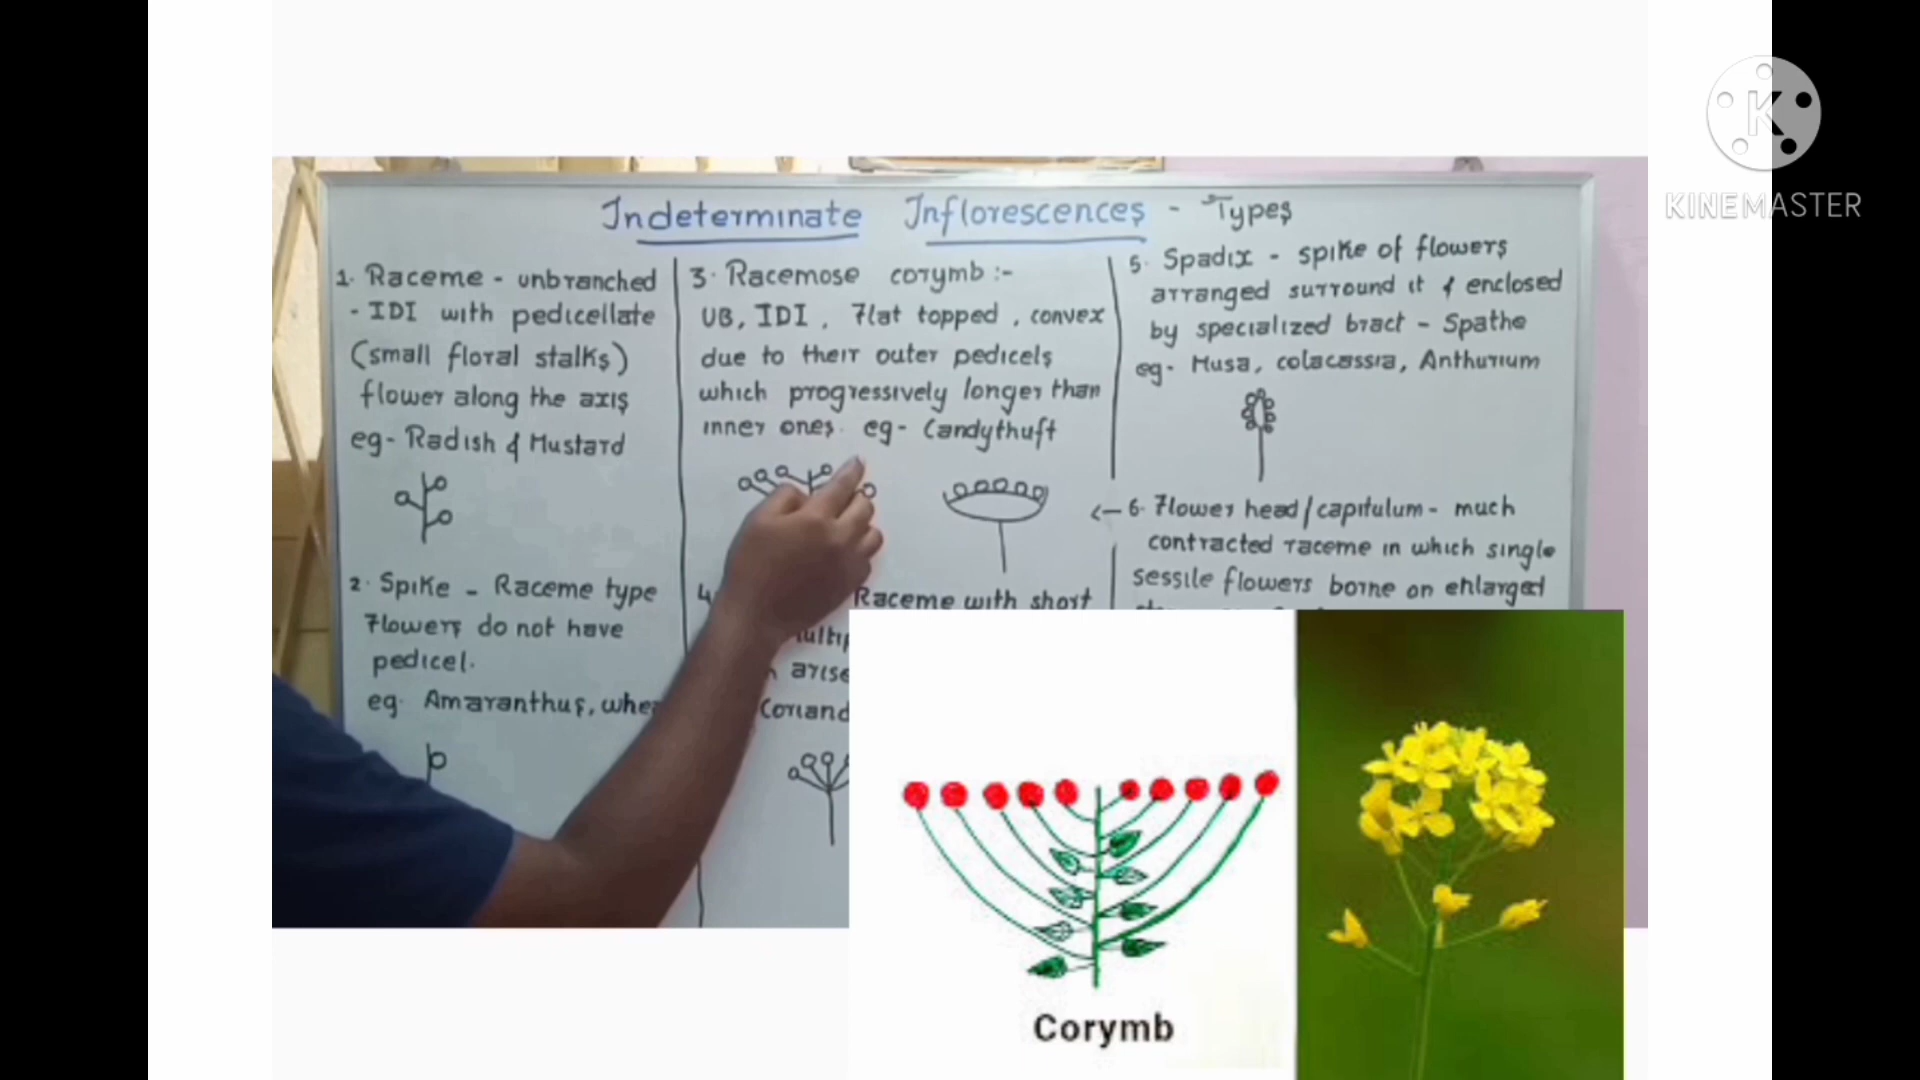 KINEMASTER
Indeterminate Inflorescences - Types
1. Raceme - unbranched
- IDI with pedicellate
(small floral stalks)
flower along the axis
eg- Radish & Mustard
2. Spike - Raceme type
Flowers do not have
pedicel.
eg. Amaranthus,
3. Racemose corymb :-
UB, IDI, Flat topped, convex
due to their outer pedicels
which progressively longer than
inner ones. eg- Candythuft
4.
Raceme with short
arise
5. Spadix - spike of flowers
arranged surround it & enclosed
by specialized bract - Spathe
eg- Musa, colacassia, Anthurium
<- 6. Flower head/capitulum - much
contracted raceme in which single
sessile flowers borne on enlarged
Corymb